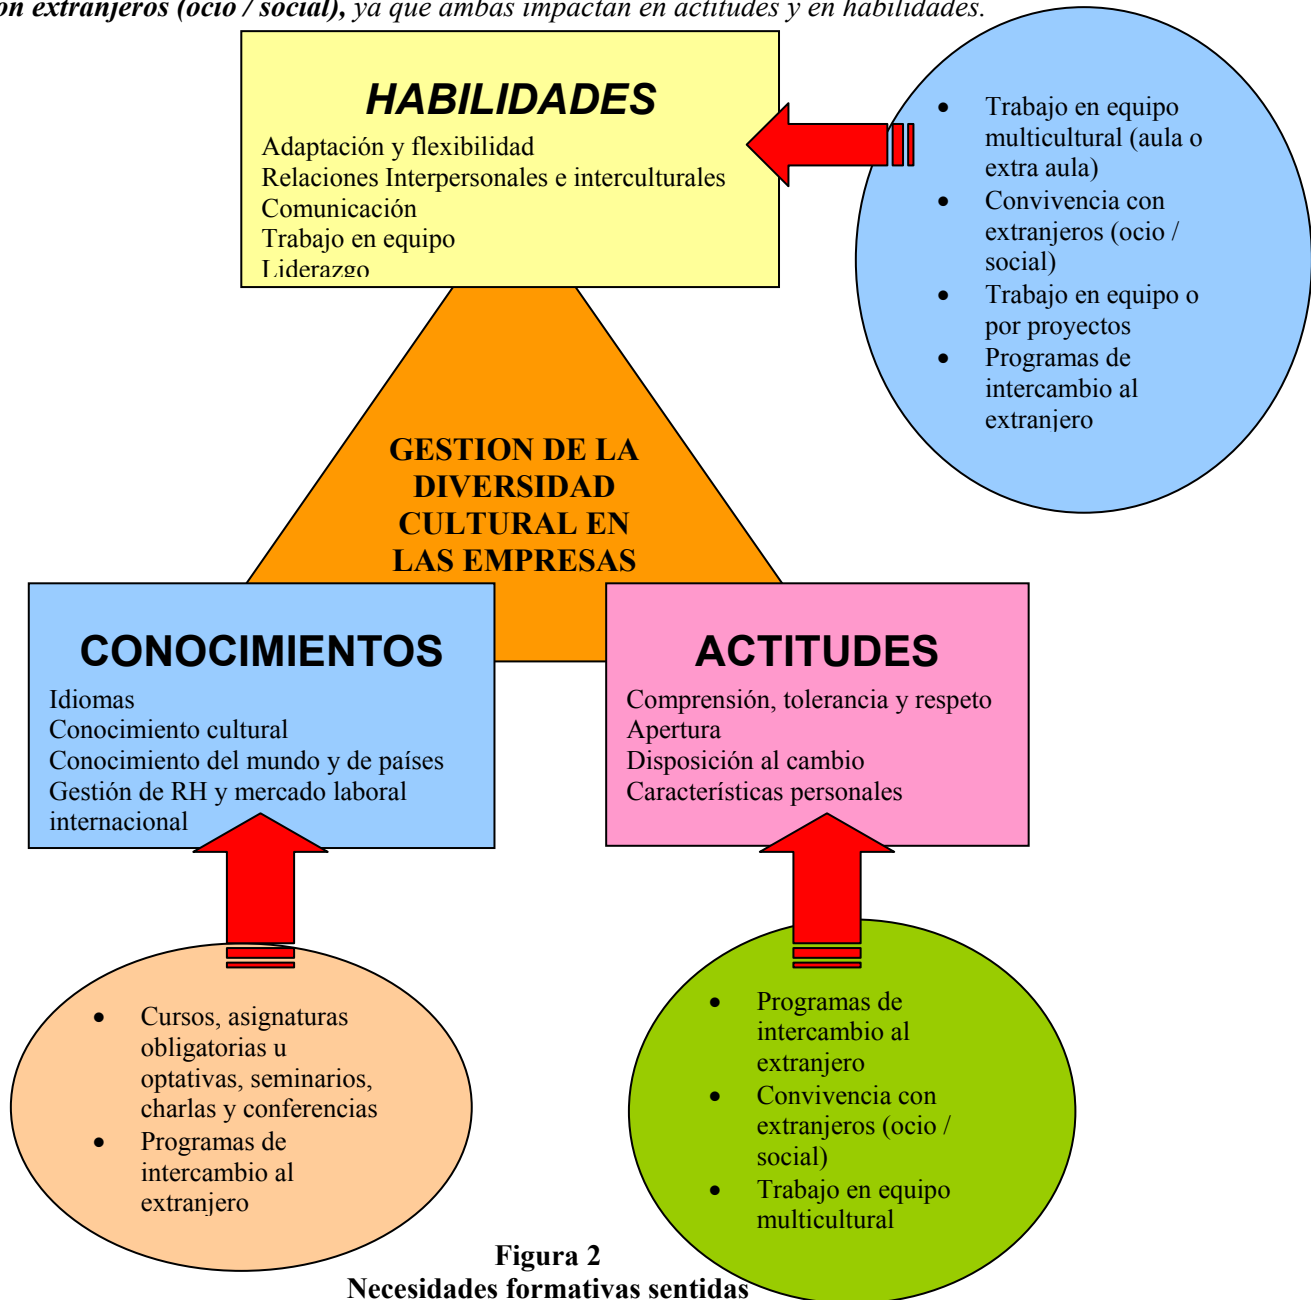 on extranjeros (ocio / social), ya que ambas impactan en actitudes y en habilidades.
HABILIDADES
Adaptación y flexibilidad
Relaciones Interpersonales e interculturales
Comunicación
Trabajo en equipo
Liderazgo
• Trabajo en equipo
multicultural (aula o
extra aula)
• Convivencia con
extranjeros (ocio /
social)
• Trabajo en equipo o
por proyectos
• Programas de
intercambio al
extranjero
GESTION DE LA
DIVERSIDAD
CULTURAL EN
LAS EMPRESAS
CONOCIMIENTOS
Idiomas
Conocimiento cultural
Conocimiento del mundo y de países
Gestión de RH y mercado laboral
internacional
ACTITUDES
Comprensión, tolerancia y respeto
Apertura
Disposición al cambio
Características personales
• Cursos, asignaturas
obligatorias u
optativas, seminarios,
charlas y conferencias
• Programas de
intercambio al
extranjero
• Programas de
intercambio al
extranjero
• Convivencia con
extranjeros (ocio /
social)
• Trabajo en equipo
multicultural
Figura 2
Necesidades formativas sentidas